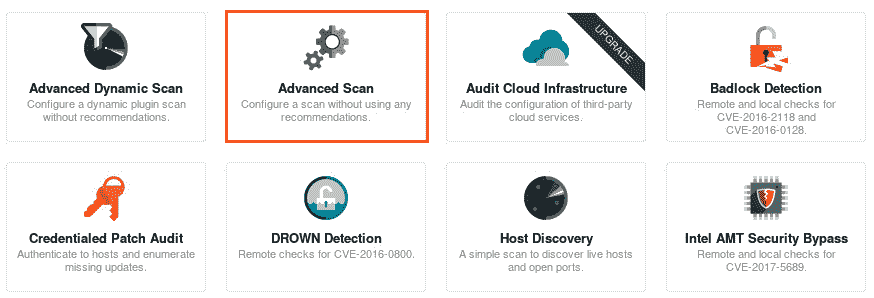 UPGRADE
Advanced Dynamic Scan
Configure a dynamic plugin scan
without recommendations.
Advanced Scan
Configure a scan without using any
recommendations.
Audit Cloud Infrastructure
Audit the configuration of third-party
cloud services.
Badlock Detection
Remote and local checks for
CVE-2016-2118 and
CVE-2016-0128.
Credentialed Patch Audit
Authenticate to hosts and enumerate
missing updates.
DROWN Detection
Remote checks for CVE-2016-0800.
Host Discovery
A simple scan to discover live hosts
and open ports.
Intel AMT Security Bypass
Remote and local checks for
CVE-2017-5689.